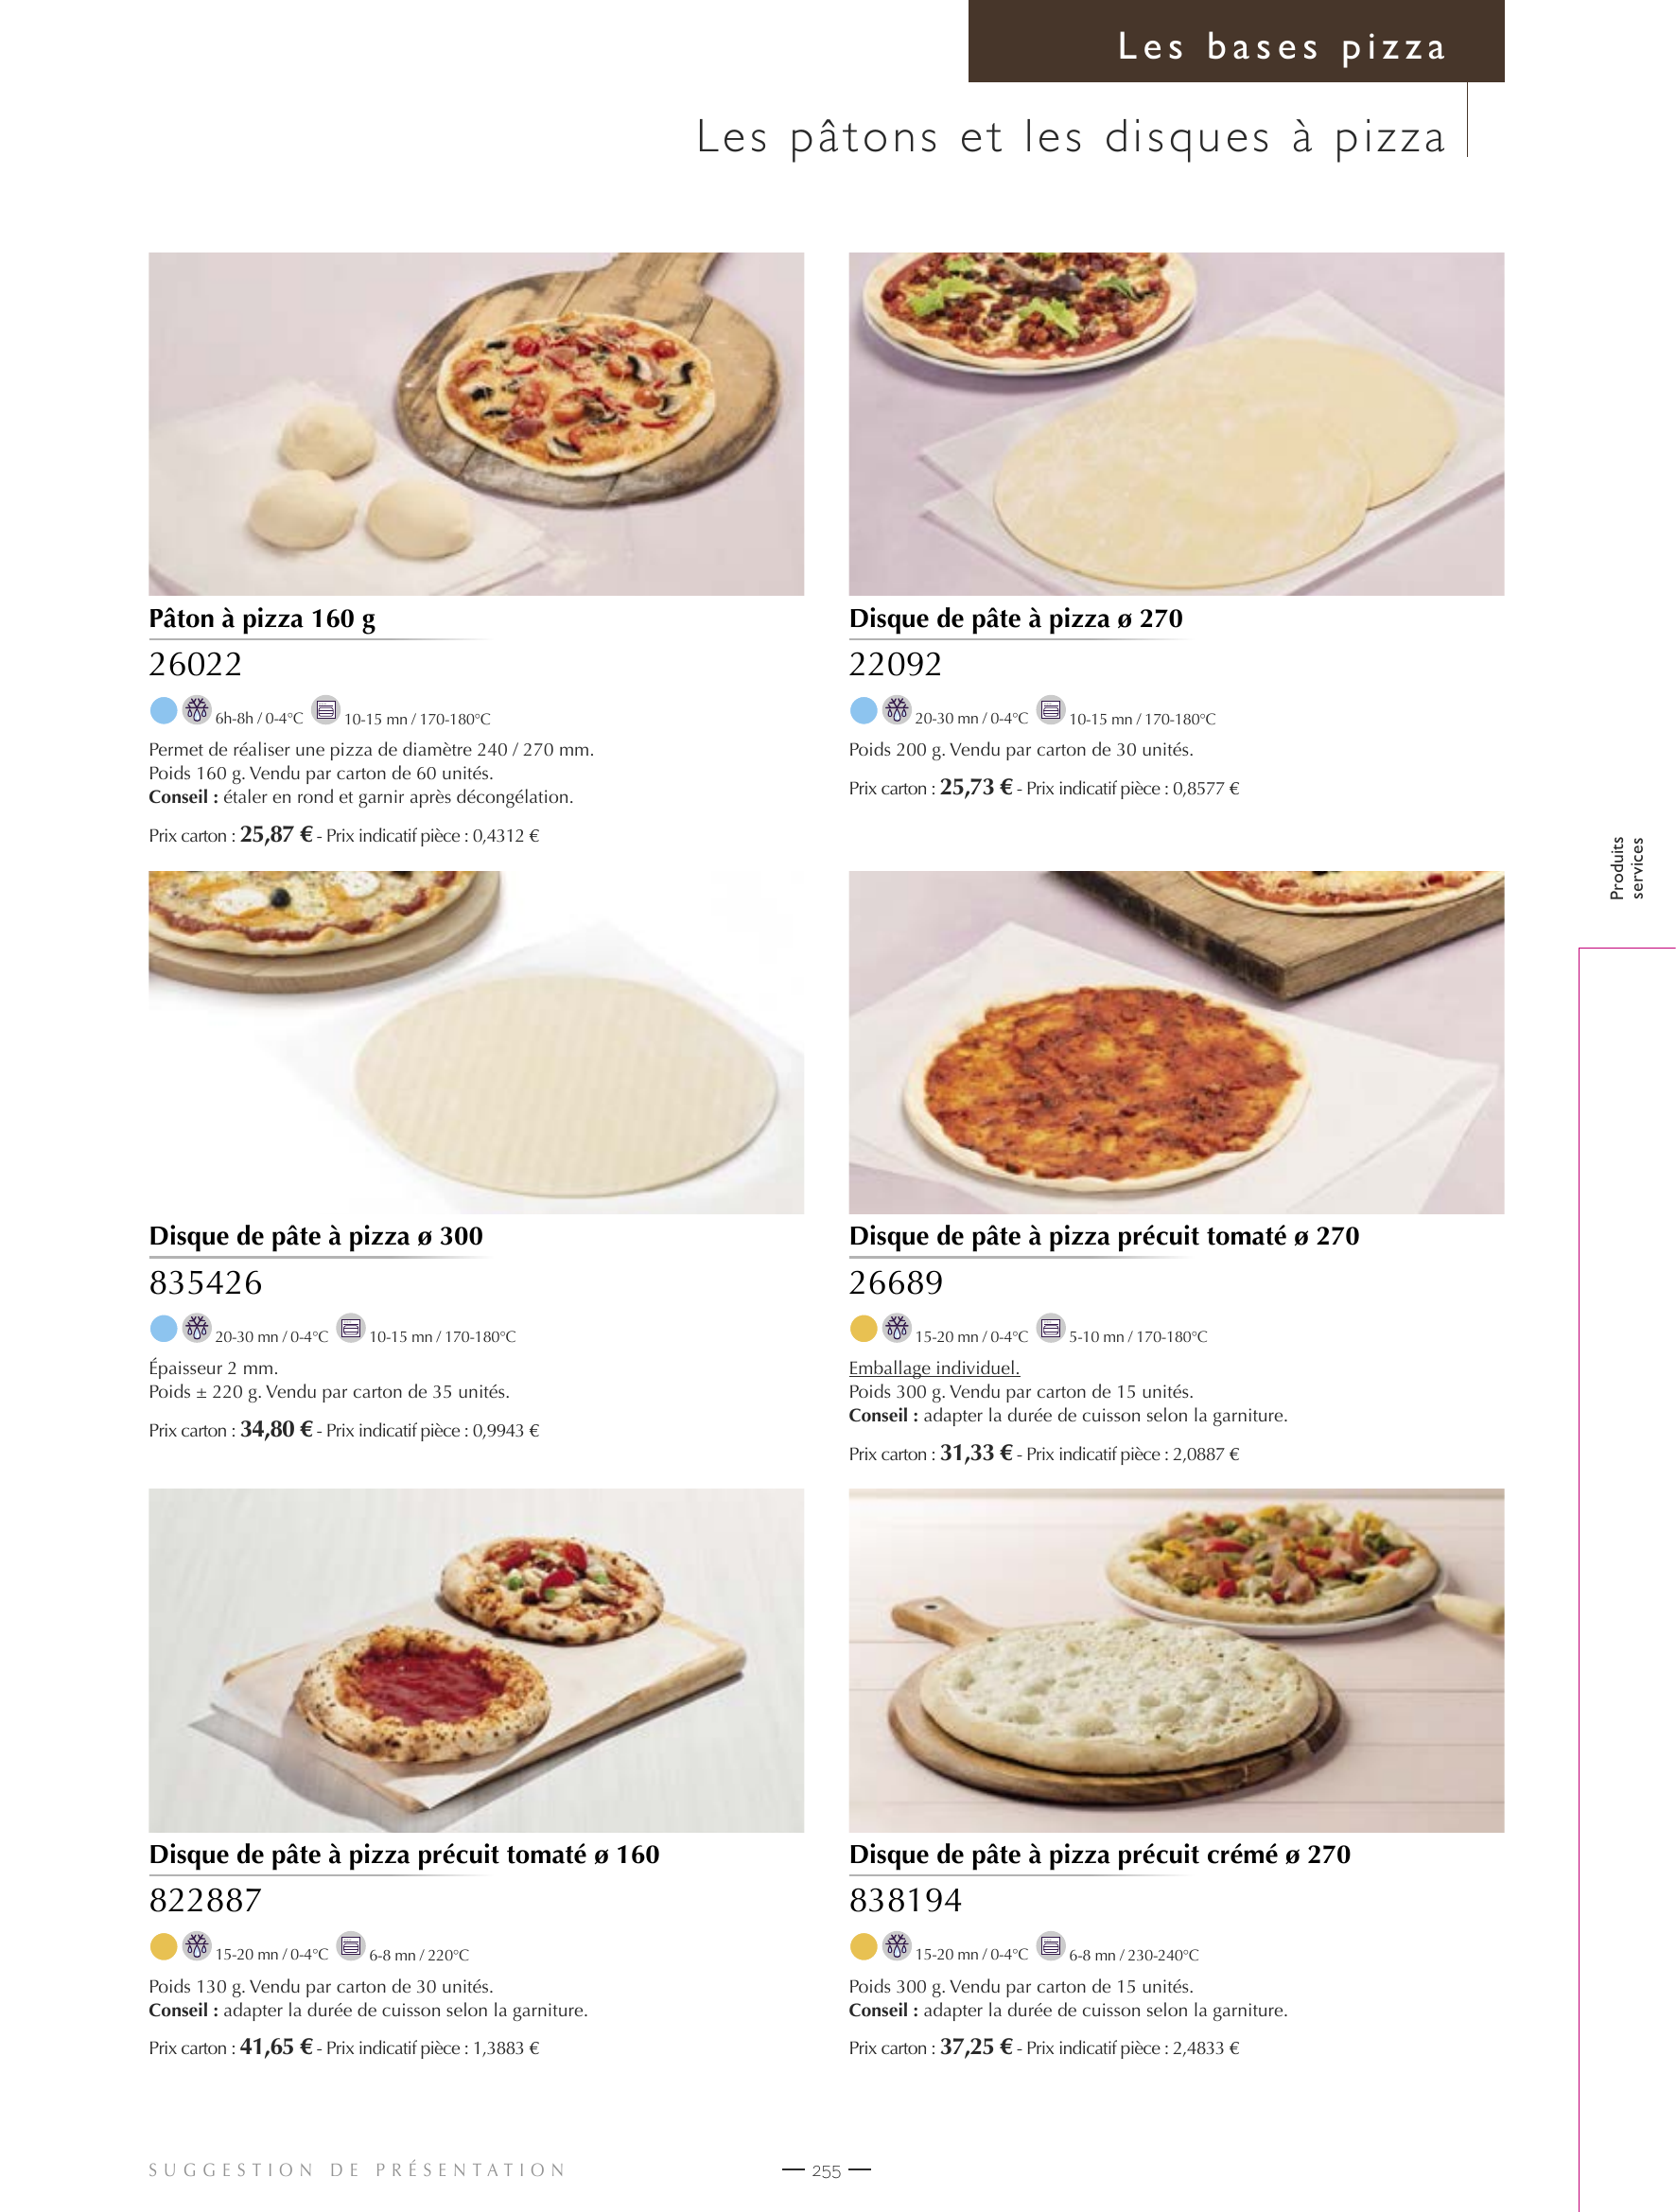 Les bases pizza
Les pâtons et les disques à pizza
Pâton à pizza 160 g
26022
6h-8h / 0-4°C 10-15 mn / 170-180°C
Permet de réaliser une pizza de diamètre 240 / 270 mm.
Poids 160 g. Vendu par carton de 60 unités.
Conseil : étaler en rond et garnir après décongélation.
Prix carton : 25,87 € - Prix indicatif pièce : 0,4312 €
Disque de pâte à pizza ø 270
22092
20-30 mn / 0-4°C 10-15 mn / 170-180°C
Poids 200 g. Vendu par carton de 30 unités.
Prix carton : 25,73 € - Prix indicatif pièce : 0,8577 €
Produits
services
Disque de pâte à pizza ø 300
835426
20-30 mn / 0-4°C 10-15 mn / 170-180°C
Épaisseur 2 mm.
Poids ± 220 g. Vendu par carton de 35 unités.
Prix carton : 34,80 € - Prix indicatif pièce : 0,9943 €
Disque de pâte à pizza précuit tomaté ø 270
26689
15-20 mn / 0-4°C 5-10 mn / 170-180°C
Emballage individuel.
Poids 300 g. Vendu par carton de 15 unités.
Conseil : adapter la durée de cuisson selon la garniture.
Prix carton : 31,33 € - Prix indicatif pièce : 2,0887 €
Disque de pâte à pizza précuit tomaté ø 160
822887
15-20 mn / 0-4°C 6-8 mn / 220°C
Poids 130 g. Vendu par carton de 30 unités.
Conseil : adapter la durée de cuisson selon la garniture.
Prix carton : 41,65 € - Prix indicatif pièce : 1,3883 €
Disque de pâte à pizza précuit crémé ø 270
838194
15-20 mn / 0-4°C 6-8 mn / 230-240°C
Poids 300 g. Vendu par carton de 15 unités.
Conseil : adapter la durée de cuisson selon la garniture.
Prix carton : 37,25 € - Prix indicatif pièce : 2,4833 €
SUGGESTION DE PRÉSENTATION
— 255 —